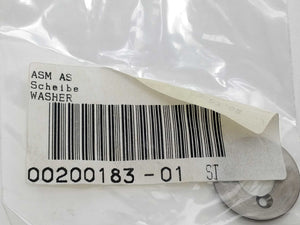 ASM AS
Scheibe
WASHER
00200183-01 ST